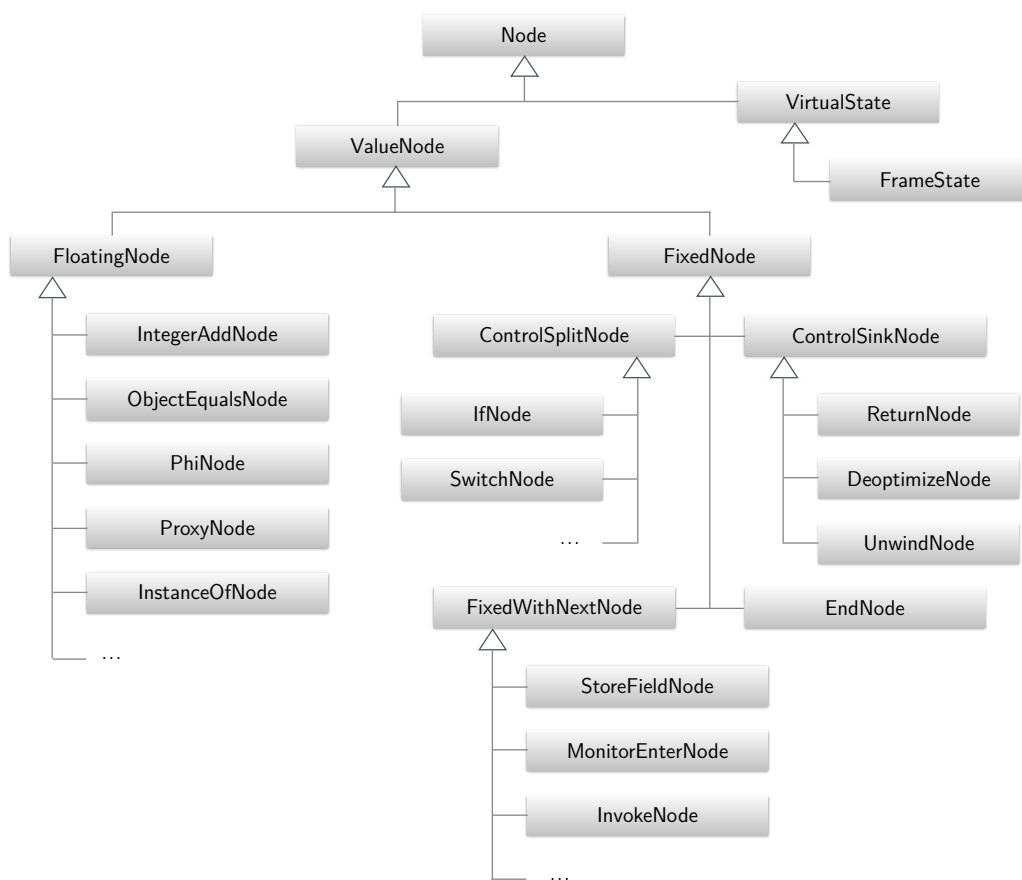 Node
VirtualState
ValueNode
FrameState
FloatingNode
FixedNode
IntegerAddNode
ControlSplitNode
ControlSinkNode
ObjectEqualsNode
IfNode
ReturnNode
PhiNode
SwitchNode
DeoptimizeNode
ProxyNode
...
UnwindNode
InstanceOfNode
FixedWithNextNode
EndNode
...
StoreFieldNode
MonitorEnterNode
InvokeNode
...